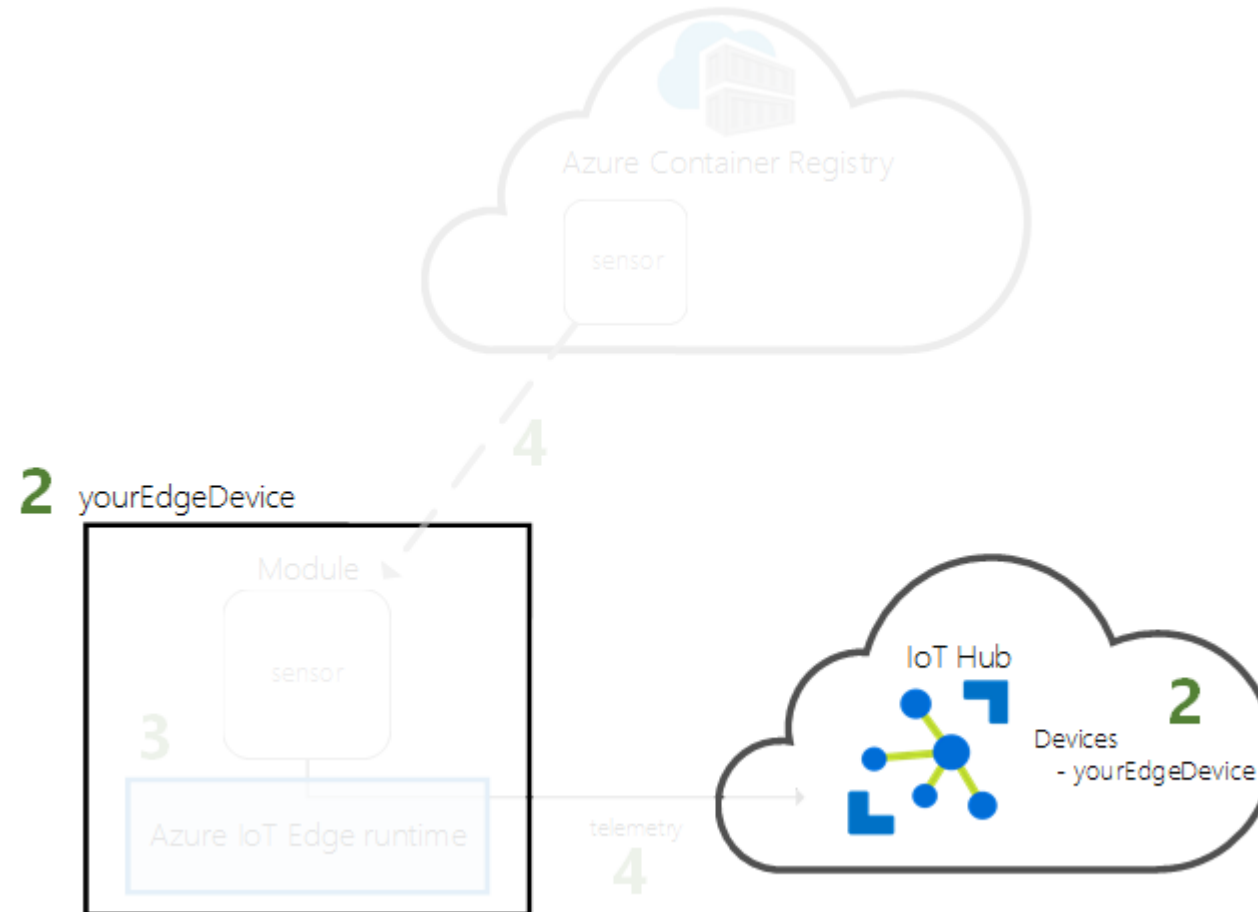 Azure Container Registry
sensor
4
2 yourEdgeDevice
Module
sensor
3
Azure IoT Edge runtime
telemetry
4
IoT Hub
2
Devices
- yourEdgeDevice